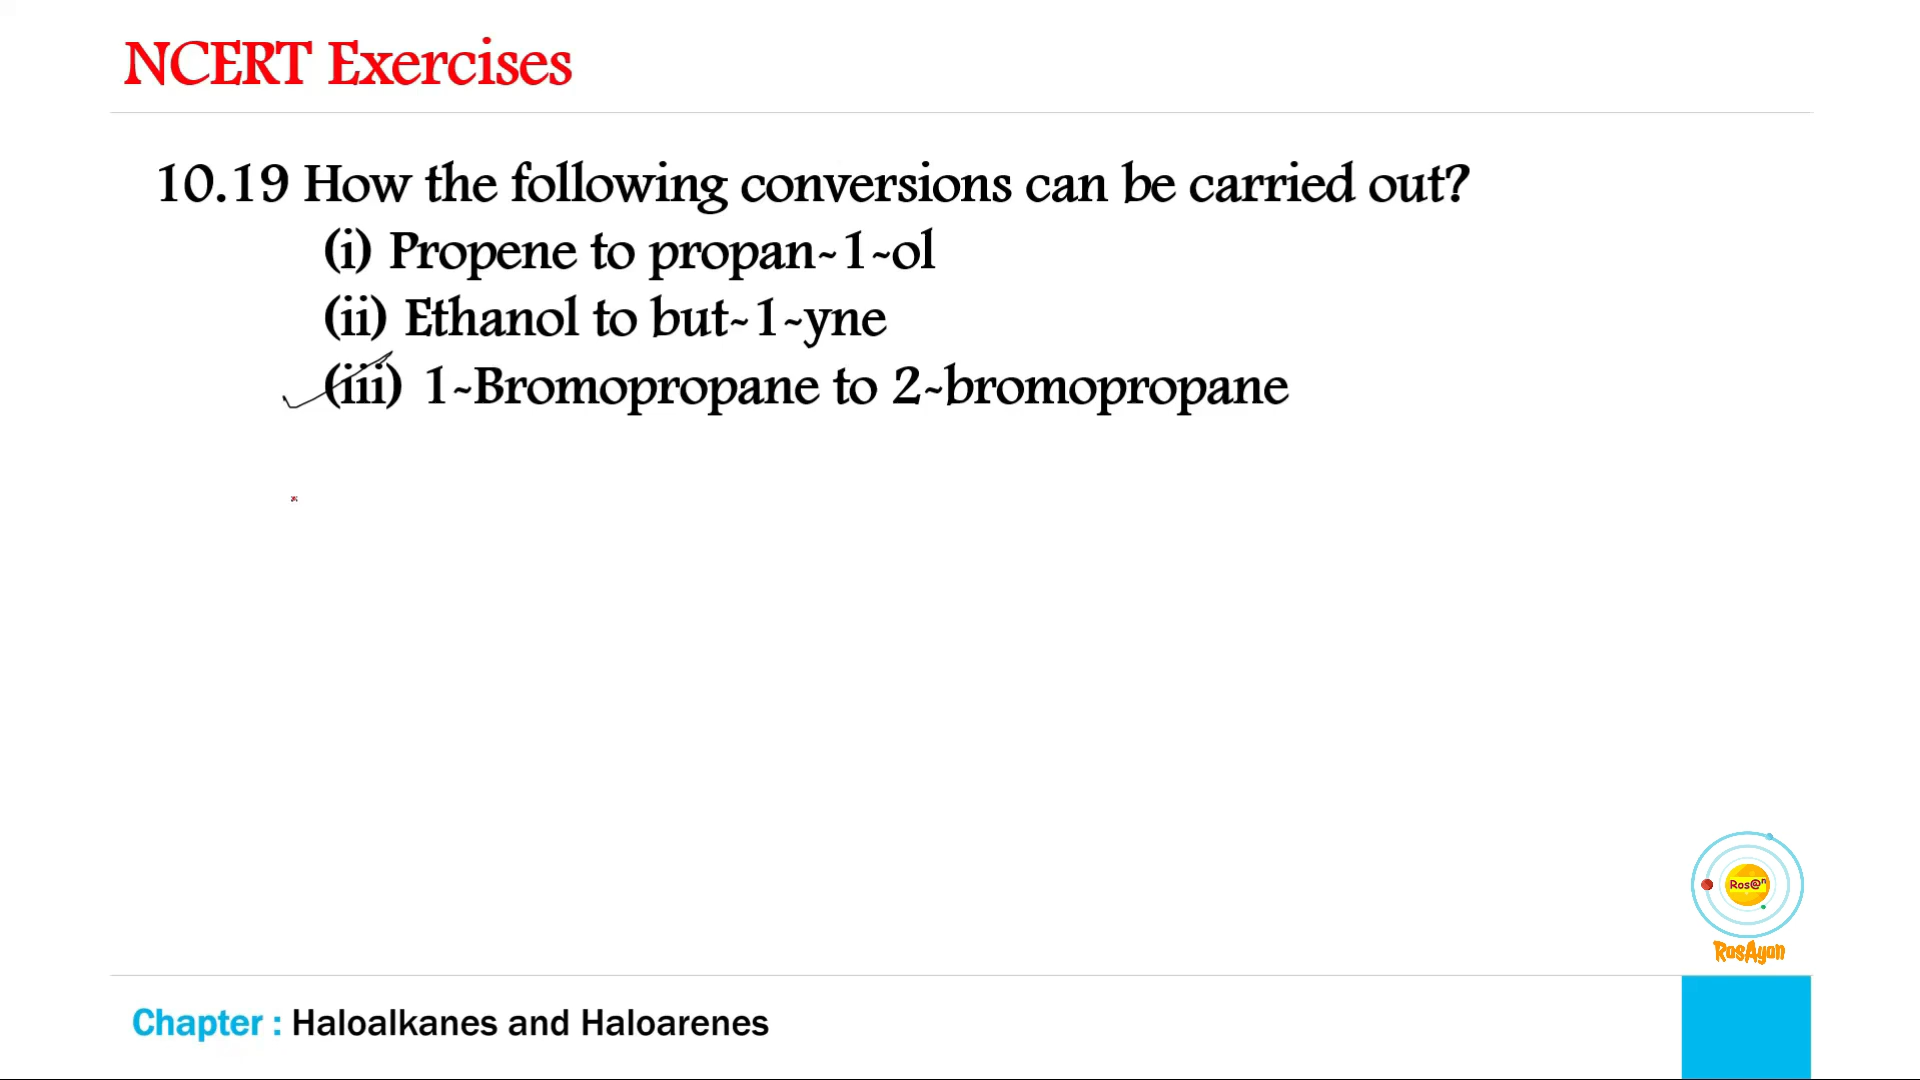 NCERT Exercises
10.19 How the following conversions can be carried out?
(i) Propene to propan~1~ol
(ii) Ethanol to but~1~yne
(iii) 1~Bromopropane to 2~bromopropane
Ros@n
RosAyan
Chapter : Haloalkanes and Haloarenes